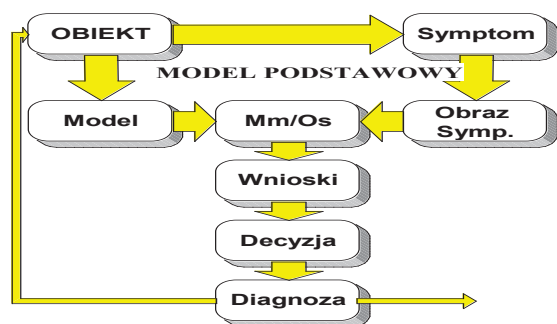 OBIEKT
Symptom
MODEL PODSTAWOWY
Model
Mm/Os
Obraz
Symp.
Wnioski
Decyzja
Diagnoza